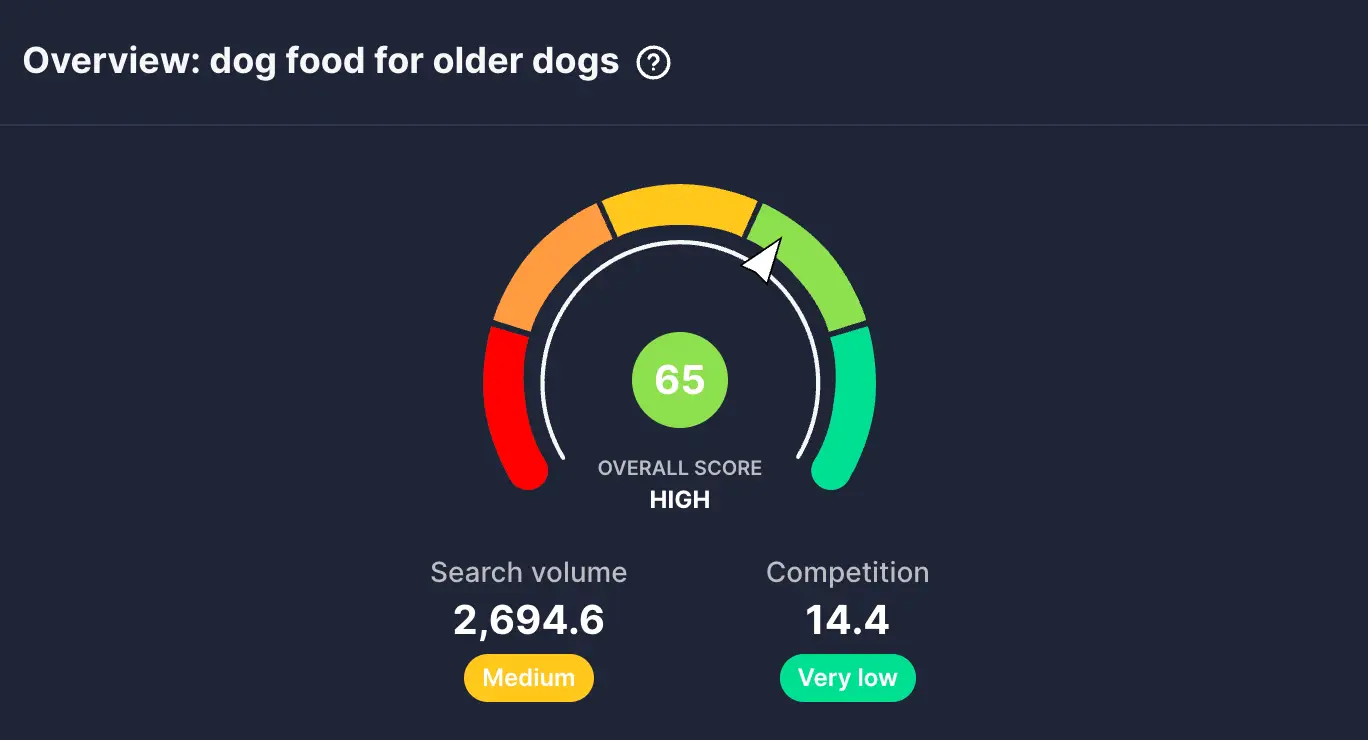 Overview: dog food for older dogs ?
65
OVERALL SCORE
HIGH
Search volume
2,694.6
Medium
Competition
14.4
Very low